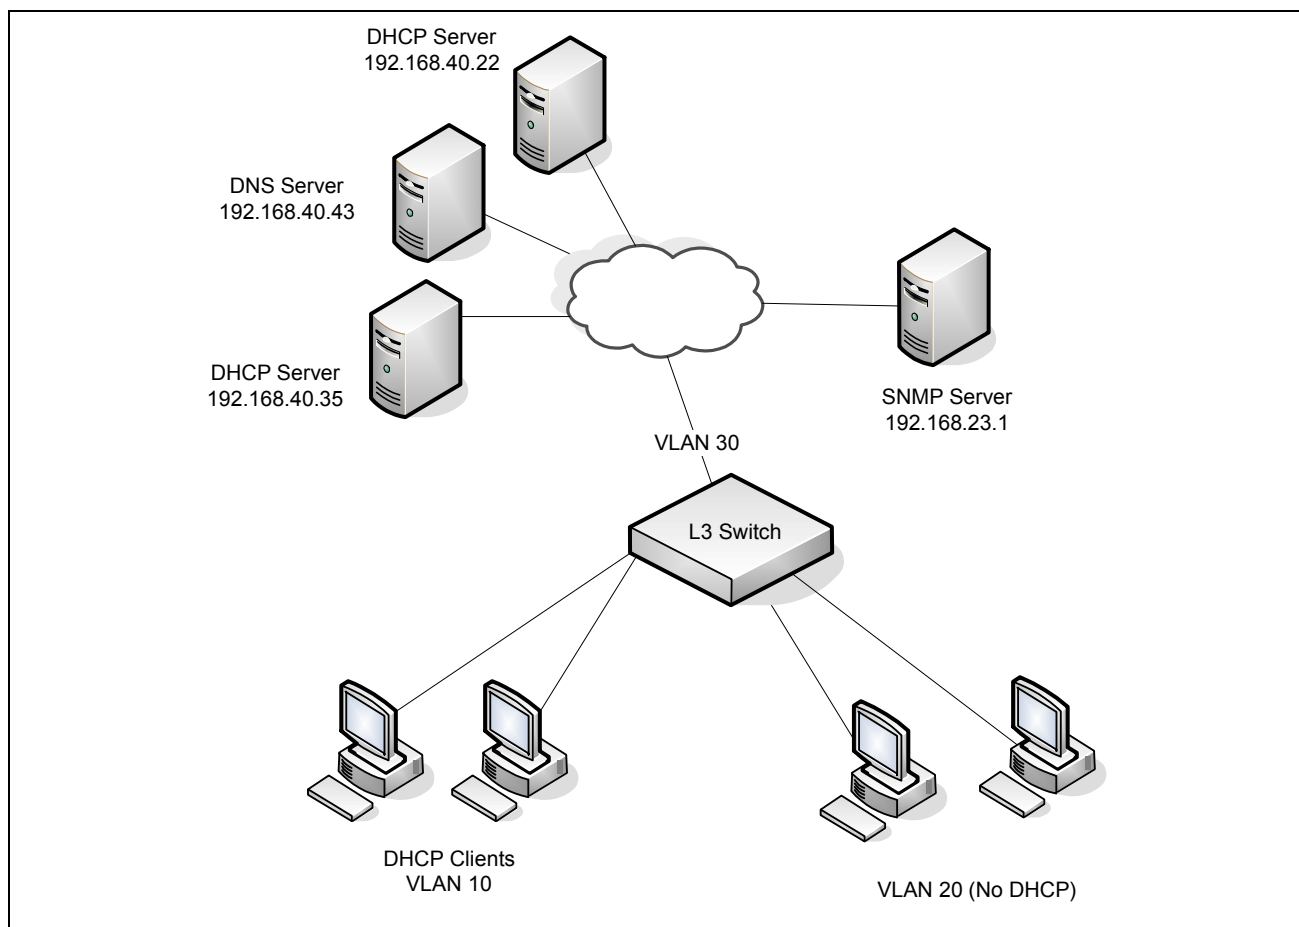 DHCP Server
192.168.40.22
DNS Server
192.168.40.43
DHCP Server
192.168.40.35
SNMP Server
192.168.23.1
VLAN 30
L3 Switch
DHCP Clients
VLAN 10
VLAN 20 (No DHCP)